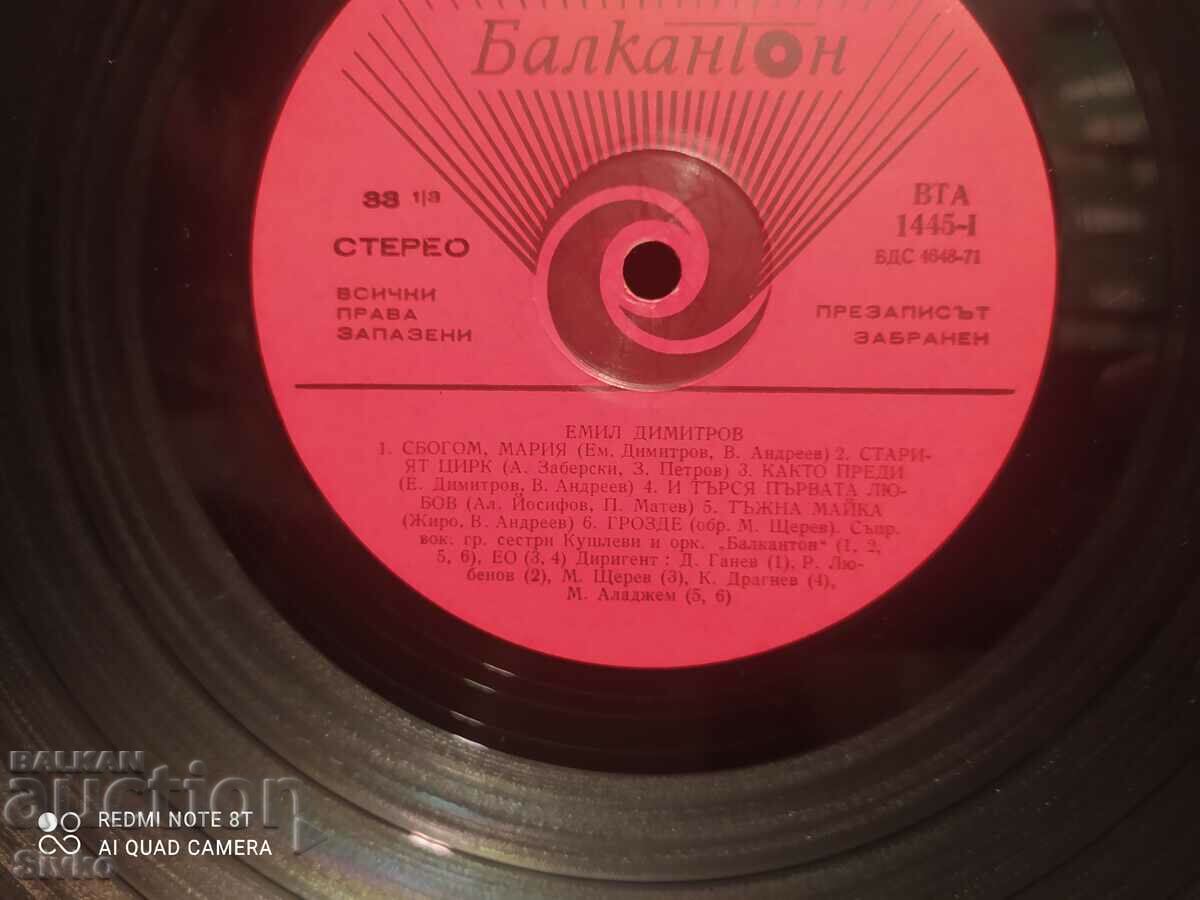 Балкантон
33 1/3
СТЕРЕО
ВСИЧКИ
ПРАВА
ЗАПАЗЕНИ
ВТА
1445-I
БДС 4648-71
ПРЕЗАПИСЪТ
ЗАБРАНЕН
ЕМИЛ ДИМИТРОВ
1. СБОГОМ, МАРИЯ (Ем. Димитров, В. Андреев) 2. СТАРИ-
ЯТ ЦИРК (А. Заберски, З. Петров) 3. КАКТО ПРЕДИ
(Е. Димитров, В. Андреев) 4. И ТЪРСЯ ПЪРВАТА ЛЮ-
БОВ (Ал. Йосифов, П. Матев) 5. ТЪЖНА МАЙКА
(Жиро, В. Андреев) 6. ГРОЗДЕ (обр. М. Щерев). Съпр.
вок. гр. сестри Кушлеви и орк. „Балкантон“ (1, 2,
5, 6), ЕО (3, 4) Диригент : Д. Ганев (1), Р. Лю-
бенов (2), М. Щерев (3), К. Драгнев (4),
М. Аладжем (5, 6)
BALKAN
auction
REDMI NOTE 8T
AI QUAD CAMERA
Sivko